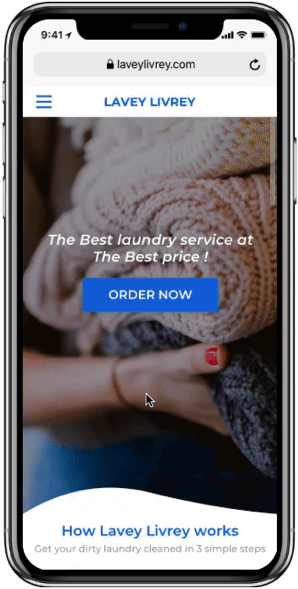 9:41
laveylivrey.com
LAVEY LIVREY
The Best laundry service at
The Best price !
ORDER NOW
How Lavey Livrey works
Get your dirty laundry cleaned in 3 simple steps